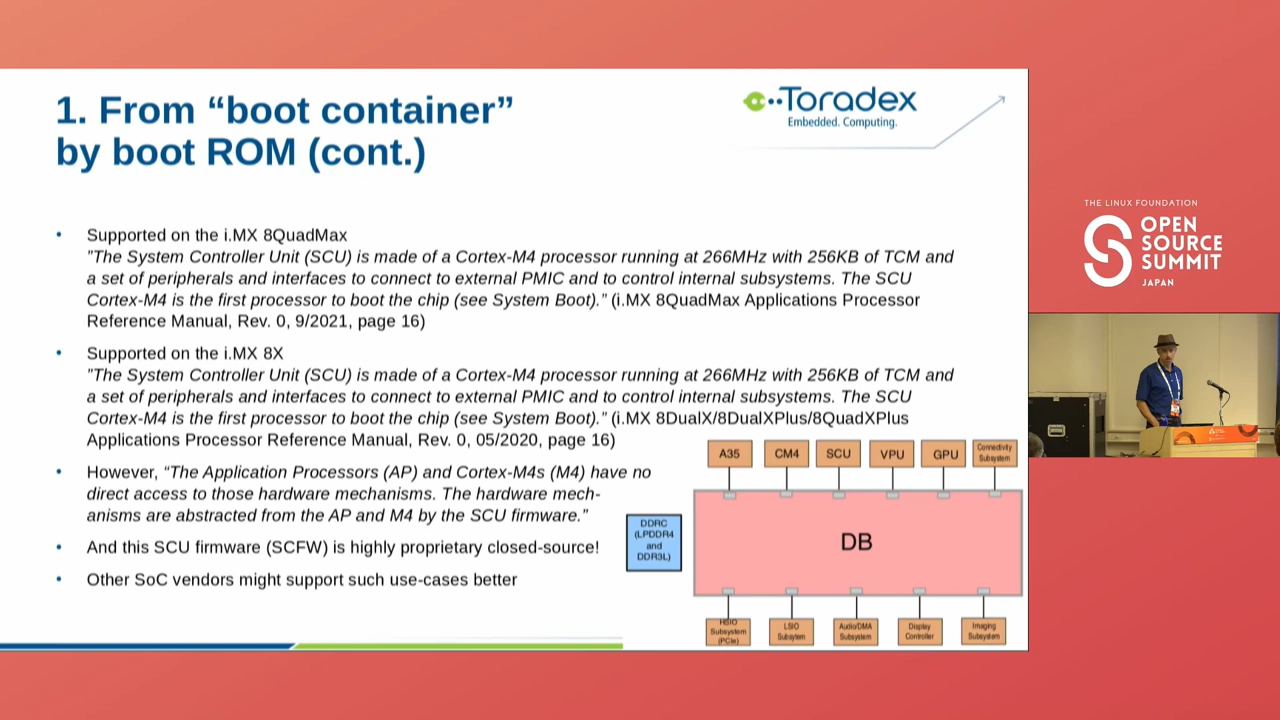 1. From “boot container”
by boot ROM (cont.)
Toradex
Embedded. Computing.
• Supported on the i.MX 8QuadMax
"The System Controller Unit (SCU) is made of a Cortex-M4 processor running at 266MHz with 256KB of TCM and
a set of peripherals and interfaces to connect to external PMIC and to control internal subsystems. The SCU
Cortex-M4 is the first processor to boot the chip (see System Boot).” (i.MX 8QuadMax Applications Processor
Reference Manual, Rev. 0, 9/2021, page 16)
• Supported on the i.MX 8X
"The System Controller Unit (SCU) is made of a Cortex-M4 processor running at 266MHz with 256KB of TCM and
a set of peripherals and interfaces to connect to external PMIC and to control internal subsystems. The SCU
Cortex-M4 is the first processor to boot the chip (see System Boot).” (i.MX 8DualX/8DualXPlus/8QuadXPlus
Applications Processor Reference Manual, Rev. 0, 05/2020, page 16)
• However, “The Application Processors (AP) and Cortex-M4s (M4) have no
direct access to those hardware mechanisms. The hardware mech-
anisms are abstracted from the AP and M4 by the SCU firmware.”
• And this SCU firmware (SCFW) is highly proprietary closed-source!
• Other SoC vendors might support such use-cases better
A35
CM4
SCU
VPU
GPU
Connectivity
Subsystem
DDRC
(LPDDR4
and
DDR3L)
DB
HSIO
Subsystem
(PCIe)
LSIO
Subsytem
Audio/DMA
Subsystem
Display
Controller
Imaging
Subsystem
THE LINUX FOUNDATION
OPEN
SOURCE
SUMMIT
JAPAN